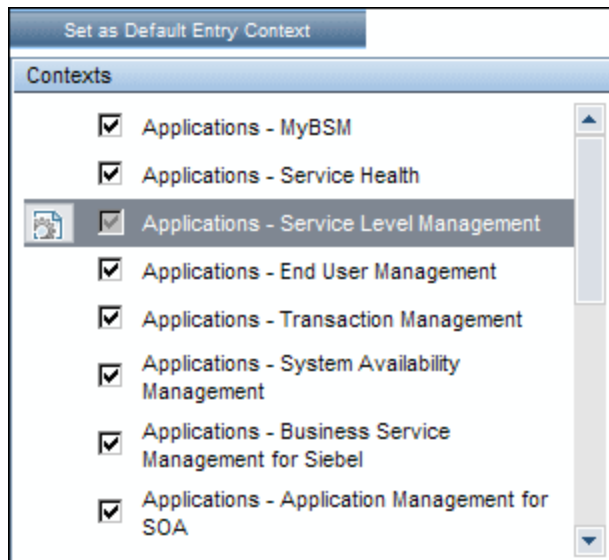 Set as Default Entry Context
Contexts
Applications - MyBSM
Applications - Service Health
Applications - Service Level Management
Applications - End User Management
Applications - Transaction Management
Applications - System Availability
Management
Applications - Business Service
Management for Siebel
Applications - Application Management for
SOA